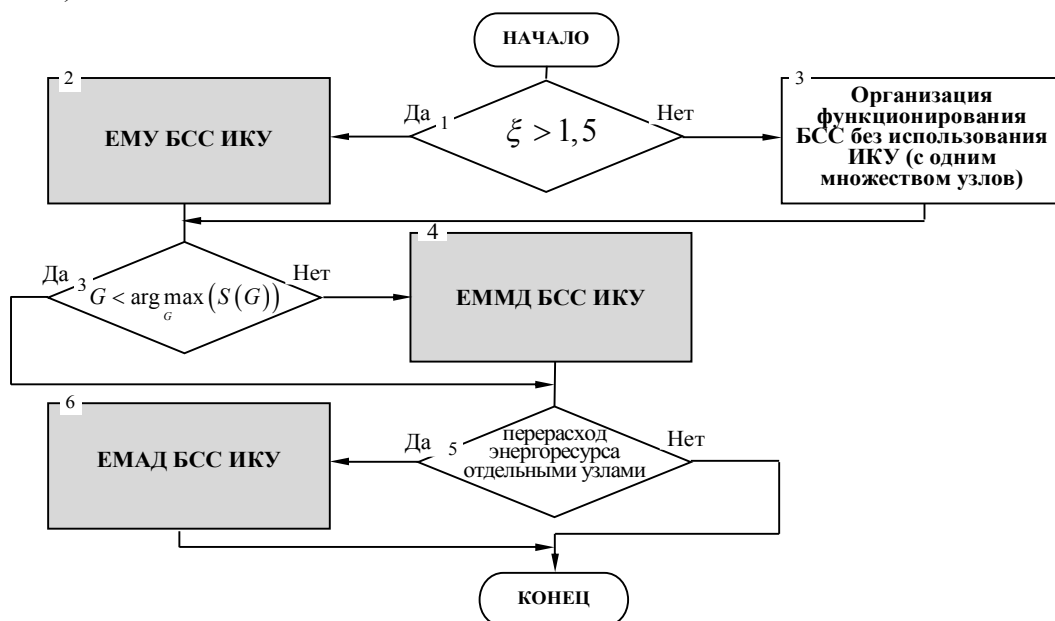 )
НАЧАЛО
2
ЕМУ БСС ИКУ
Да
1
ξ > 1,5
Нет
3
Организация
функционирования
БСС без использования
ИКУ (с одним
множеством узлов)
Да
3
G < arg max (S(G))
G
Нет
4
ЕММД БСС ИКУ
6
ЕМАД БСС ИКУ
Да
5
перерасход
энергоресурса
отдельными узлами
Нет
КОНЕЦ